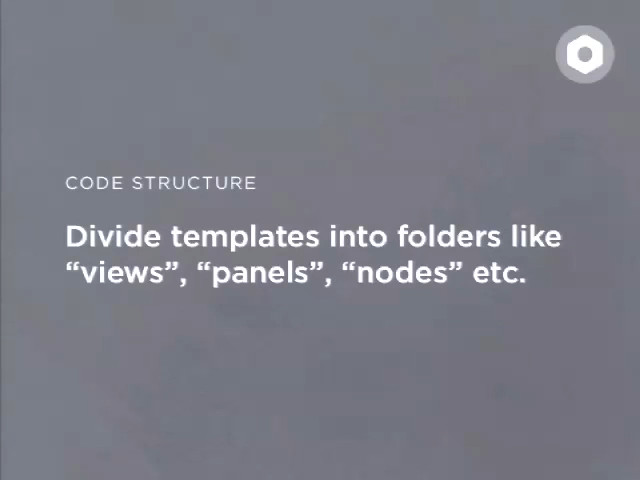 CODE STRUCTURE
Divide templates into folders like
“views”, “panels”, “nodes” etc.